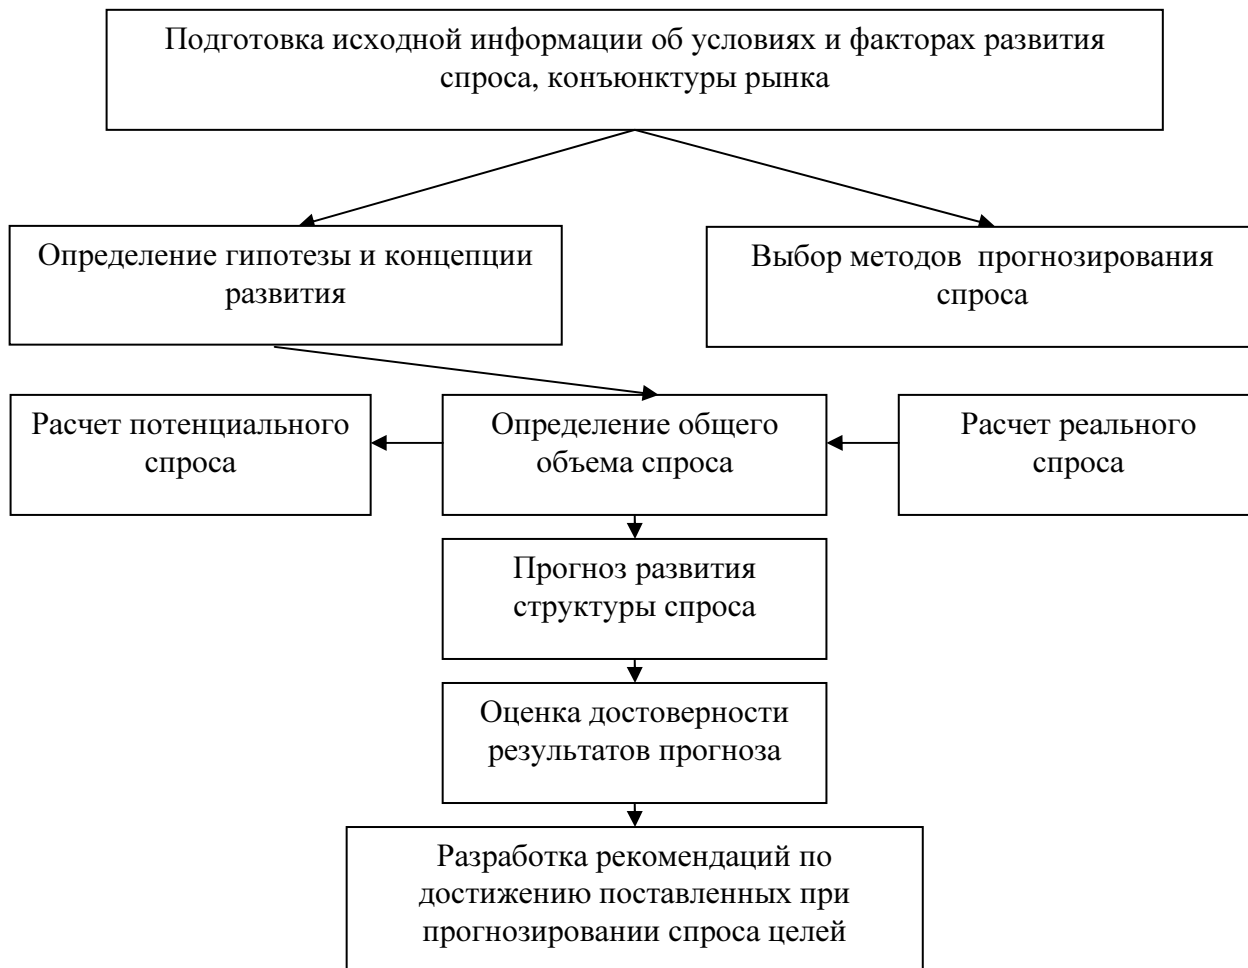 Подготовка исходной информации об условиях и факторах развития
спроса, конъюнктуры рынка
Определение гипотезы и концепции
развития
Выбор методов  прогнозирования
спроса
Расчет потенциального
спроса
Определение общего
объема спроса
Расчет реального
спроса
Прогноз развития
структуры спроса
Оценка достоверности
результатов прогноза
Разработка рекомендаций по
достижению поставленных при
прогнозировании спроса целей